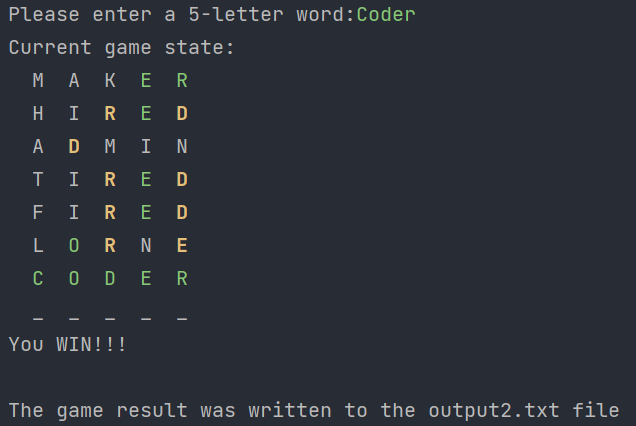 Please enter a 5-letter word:Coder
Current game state:
M A K E R
H I R E D
A D M I N
T I R E D
F I R E D
L O R N E
C O D E R
_ _ _ _ _
You WIN!!!
The game result was written to the output2.txt file